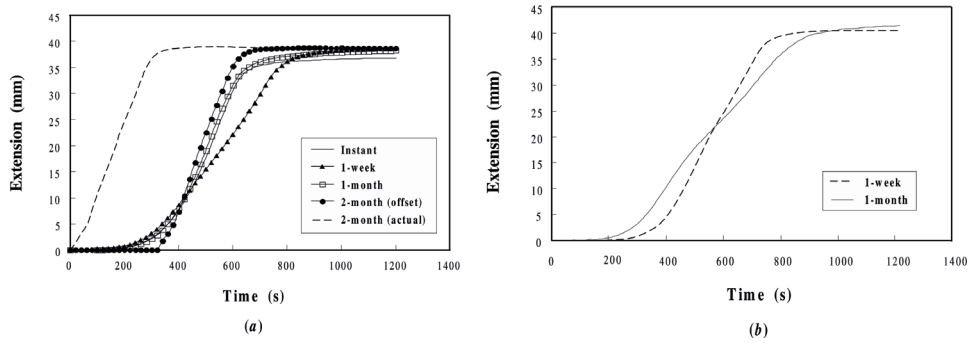 45
40
35
30
25
20
15
10
5
0
Extension (mm)
Instant
1-week
1-month
2-month (offset)
2-month (actual)
0 200 400 600 800 1000 1200 1400
Time (s)
(a)
45
40
35
30
25
20
15
10
5
0
Extension (mm)
1-week
1-month
0 200 400 600 800 1000 1200 1400
Time (s)
(b)